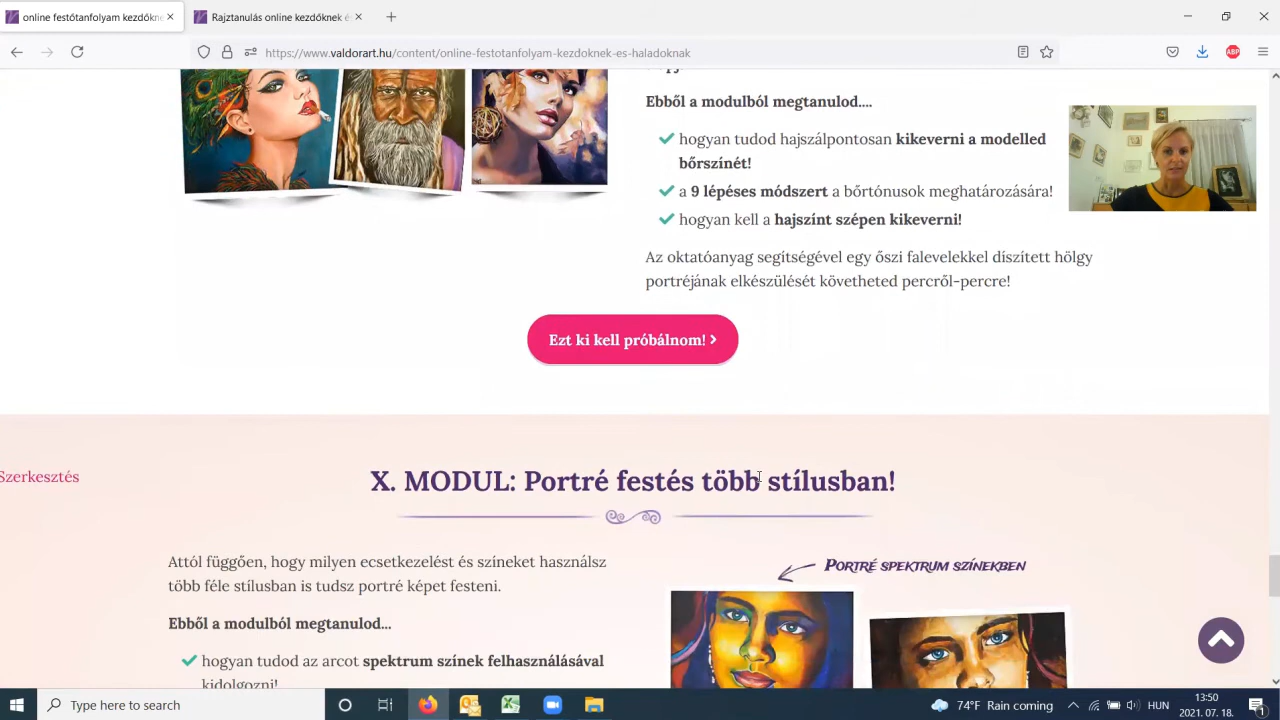 online festőtanfolyam kezdőkne
Rajztanulás online kezdőknek é
https://www.valdorart.hu/content/online-festotanfolyam-kezdoknek-es-haladoknak
ABP
Ebből a modulból megtanulod....
hogyan tudod hajszálpontosan kikeverni a modelled
bőrszínét!
a 9 lépéses módszert a bőrtónusok meghatározására!
hogyan kell a hajszínt szépen kikeverni!
Az oktatóanyag segítségével egy őszi falevelekkel díszített hölgy
portréjának elkészülését követheted percről-percre!
Ezt ki kell próbálnom!
Szerkesztés
X. MODUL: Portré festés több stílusban!
Attól függően, hogy milyen ecsetkezelést és színeket használsz
több féle stílusban is tudsz portré képet festeni.
Ebből a modulból megtanulod...
hogyan tudod az arcot spektrum színek felhasználásával
kidolgozni!
Portré spektrum színekben
Type here to search
74°F Rain coming
HUN
13:50
2021. 07. 18.
1